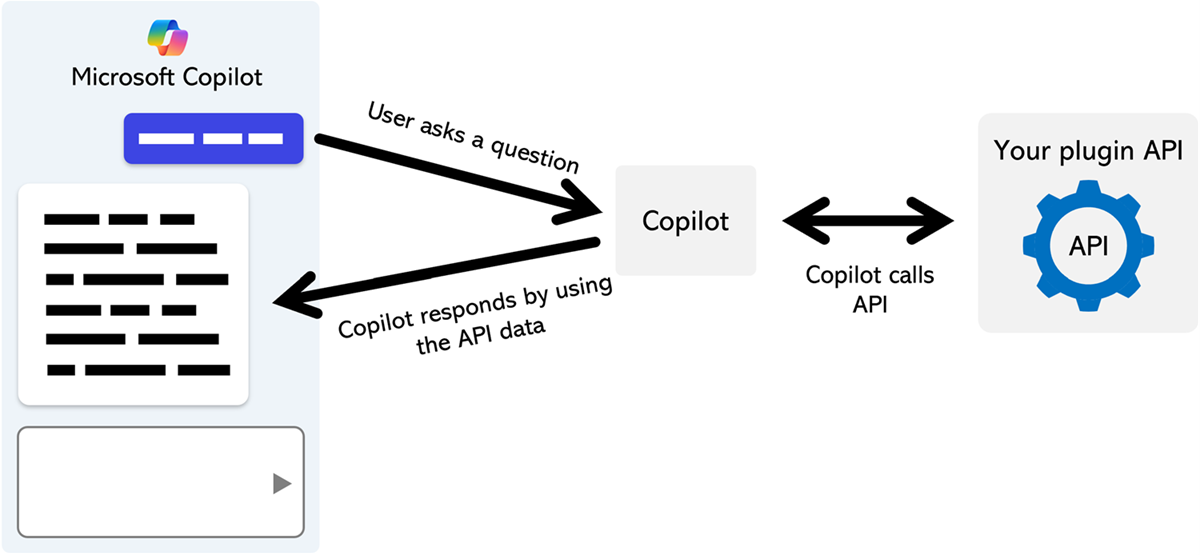 Microsoft Copilot
User asks a question
Copilot responds by using
the API data
Copilot
Copilot calls
API
Your plugin API
API